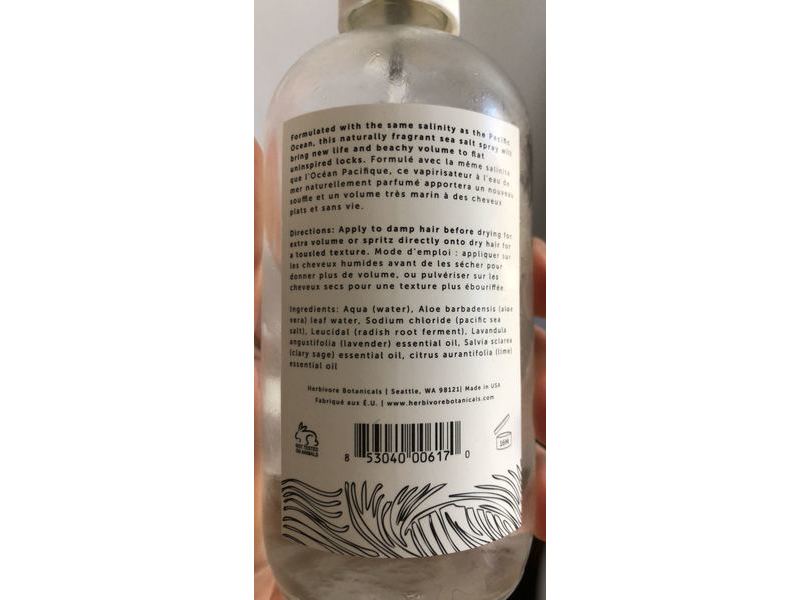 Formulated with the same salinity as the Pacific
Ocean, this naturally fragrant sea salt spray will
bring new life and beachy volume to flat
uninspired locks. Formulé avec la même salinité
que l'Océan Pacifique, ce vaporisateur à l'eau de
mer naturellement parfumé apportera un nouveau
souffle et un volume très marin à des cheveux
plats et sans vie.
Directions: Apply to damp hair before drying for
extra volume or spritz directly onto dry hair for
a tousled texture. Mode d'emploi : appliquer sur
les cheveux humides avant de les sécher pour
donner plus de volume, ou pulvériser sur les
cheveux secs pour une texture plus ébouriffée.
Ingredients: Aqua (water), Aloe barbadensis (aloe
vera) leaf water, Sodium chloride (pacific sea
salt), Leucidal (radish root ferment), Lavandula
angustifolia (lavender) essential oil, Salvia sclarea
(clary sage) essential oil, citrus aurantifolia (lime)
essential oil
Herbivore Botanicals | Seattle, WA 98121| Made in USA
Fabriqué aux É.U. | www.herbivorebotanicals.com
NOT TESTED
ON ANIMALS
16M
8 53040 00617 0